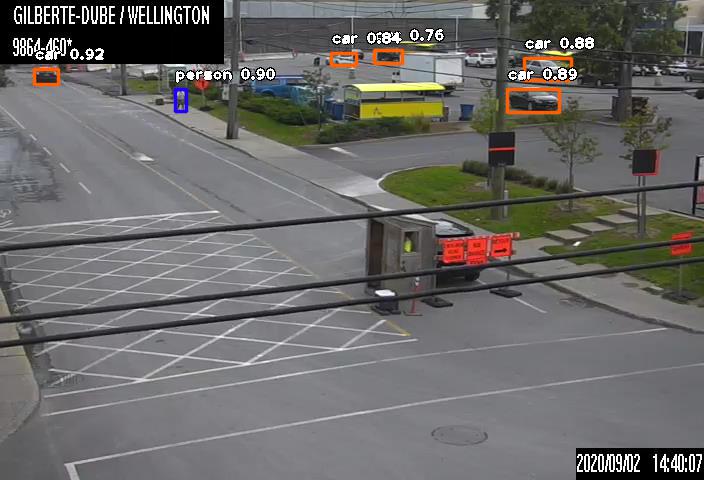 GILBERTE-DUBE / WELLINGTON
9864-460*
car 0.92
person 0.90
car 0.84
0.76
car 0.88
car 0.89
2020/09/02 14:40:07